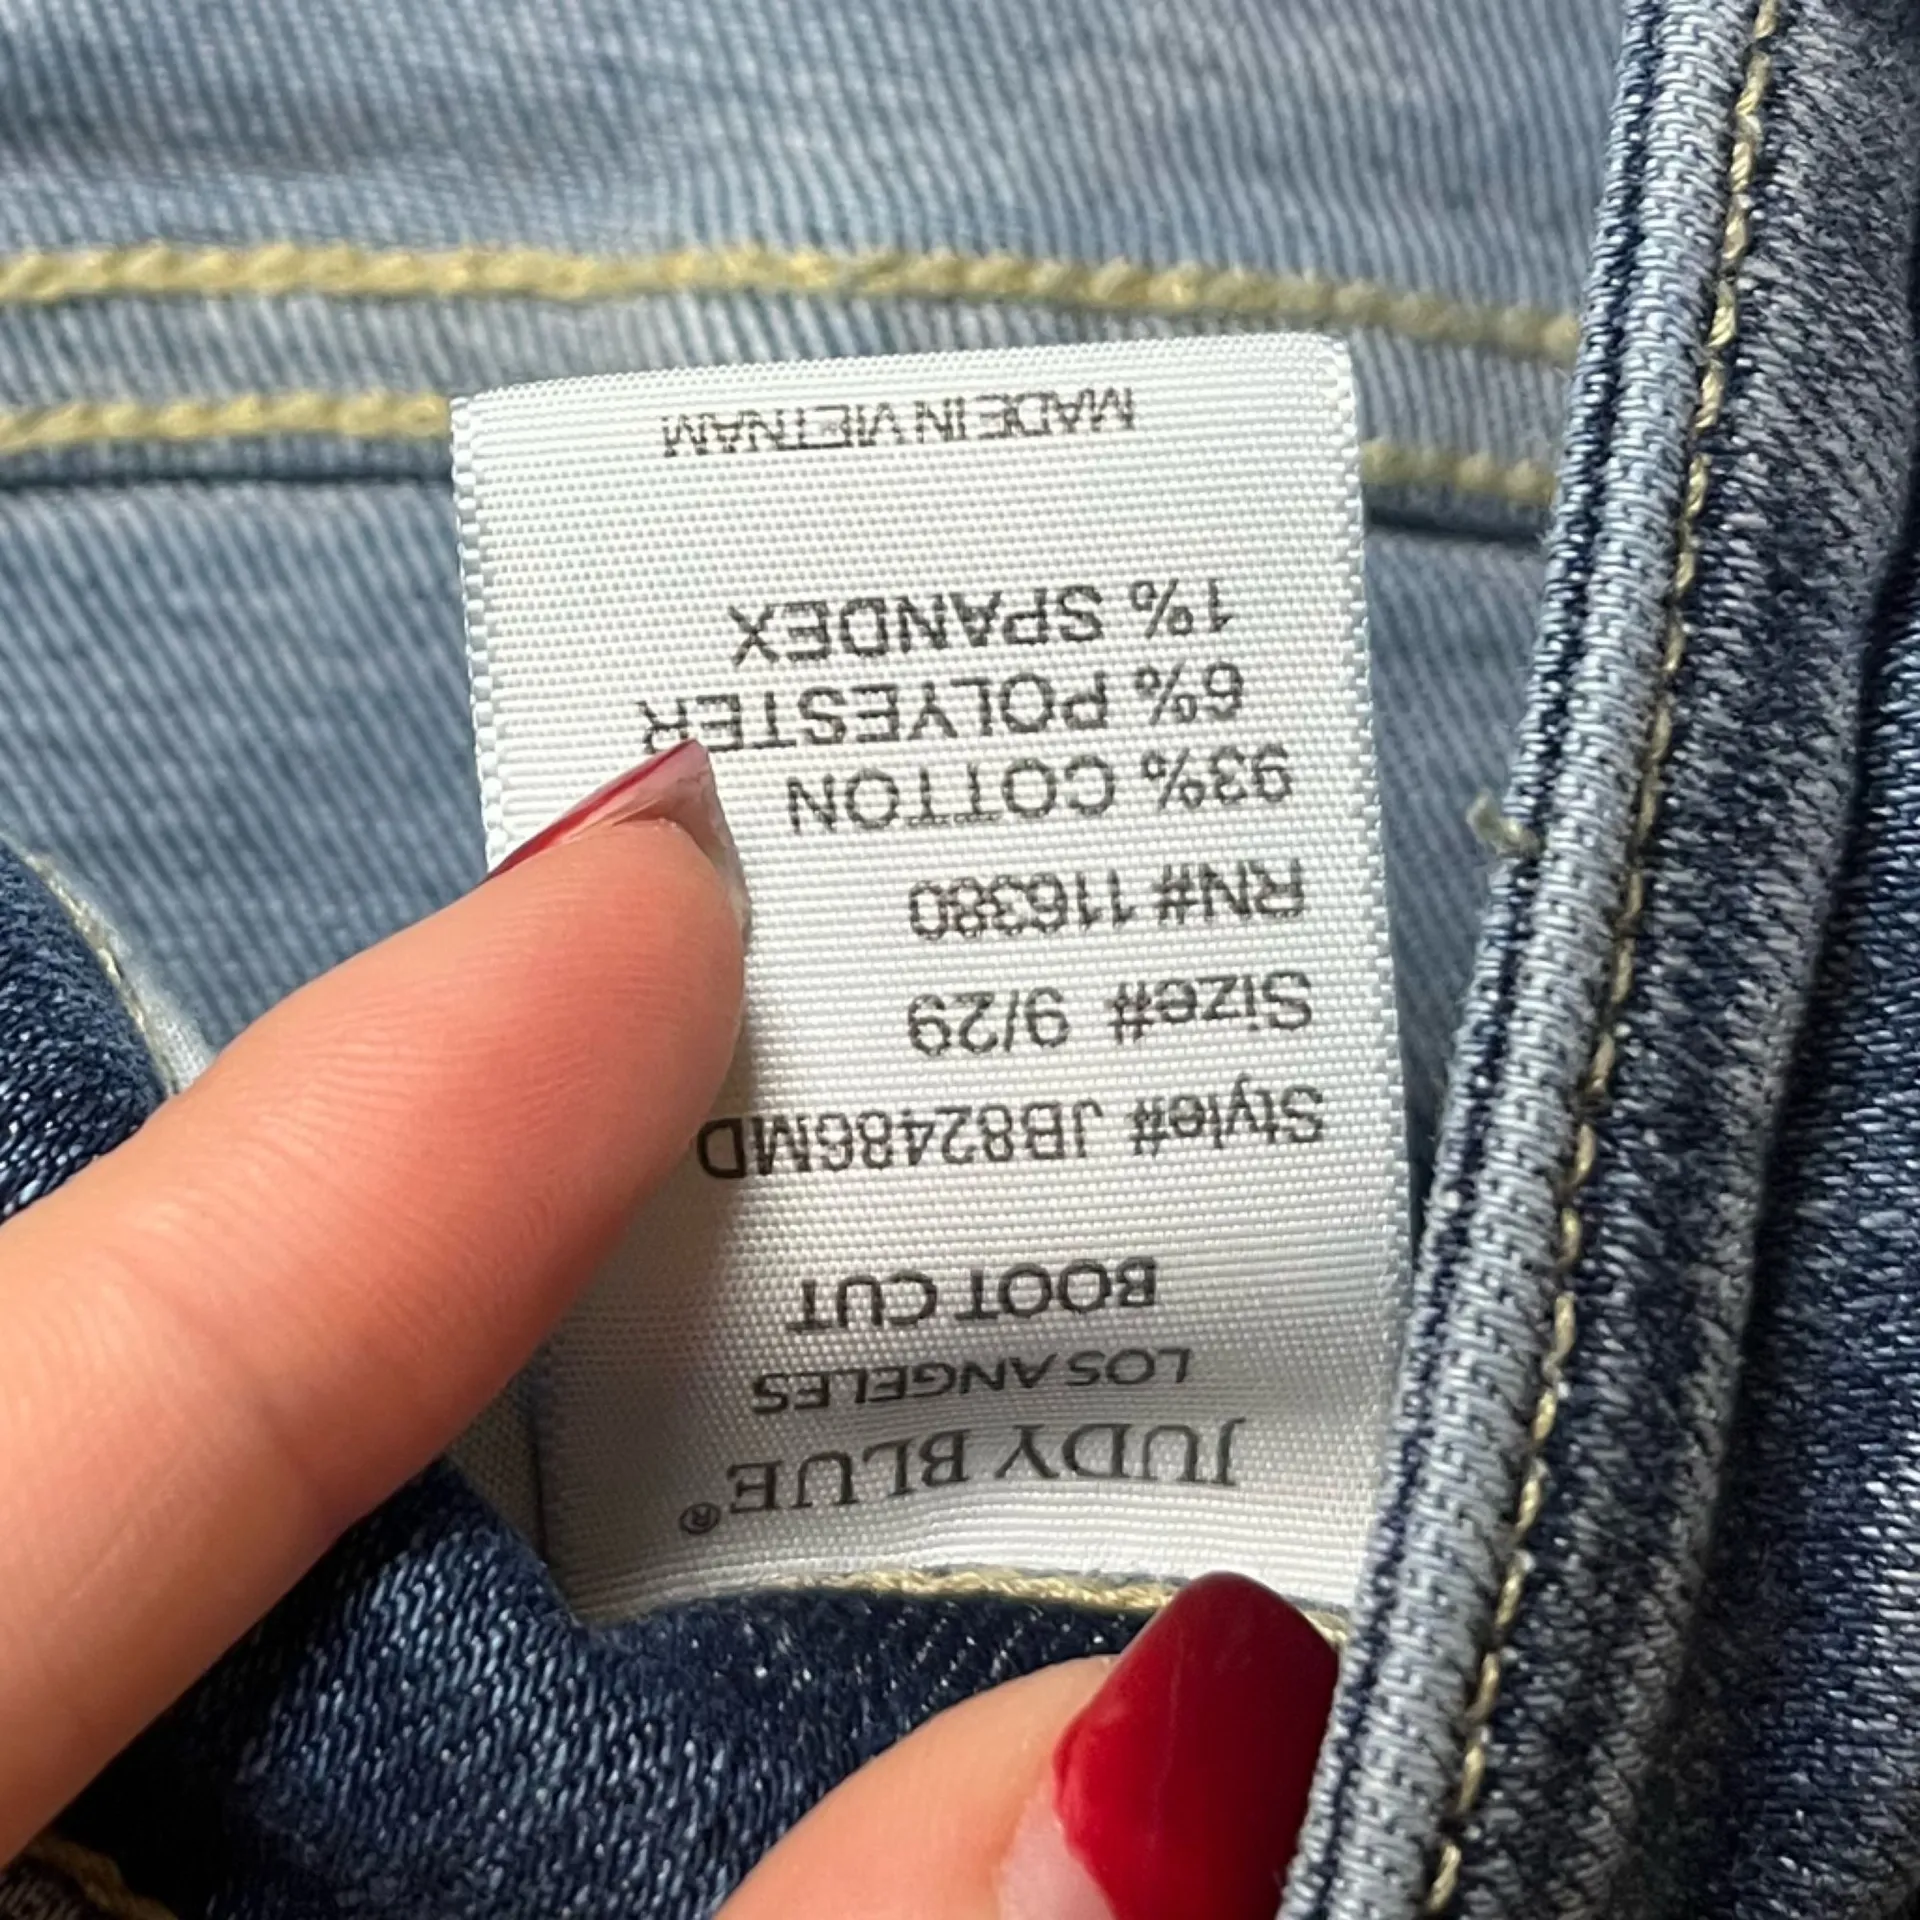 JUDY BLUE®
LOS ANGELES
BOOT CUT
Style# JB82486MD
Size# 9/29
RN# 116380
93% COTTON
6% POLYESTER
1% SPANDEX
MADE IN VIETNAM